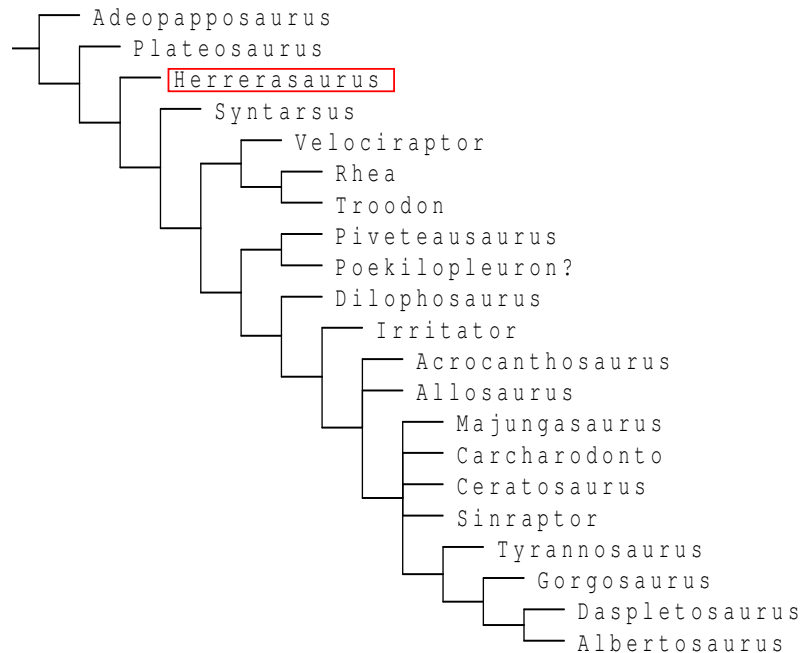 Adeopapposaurus
Plateosaurus
Herrerasaurus
Syntarsus
Velociraptor
Rhea
Troodon
Piveteausaurus
Poekilopleuron?
Dilophosaurus
Irritator
Acrocanthosaurus
Allosaurus
Majungasaurus
Carcharodonto
Ceratosaurus
Sinraptor
Tyrannosaurus
Gorgosaurus
Daspletosaurus
Albertosaurus